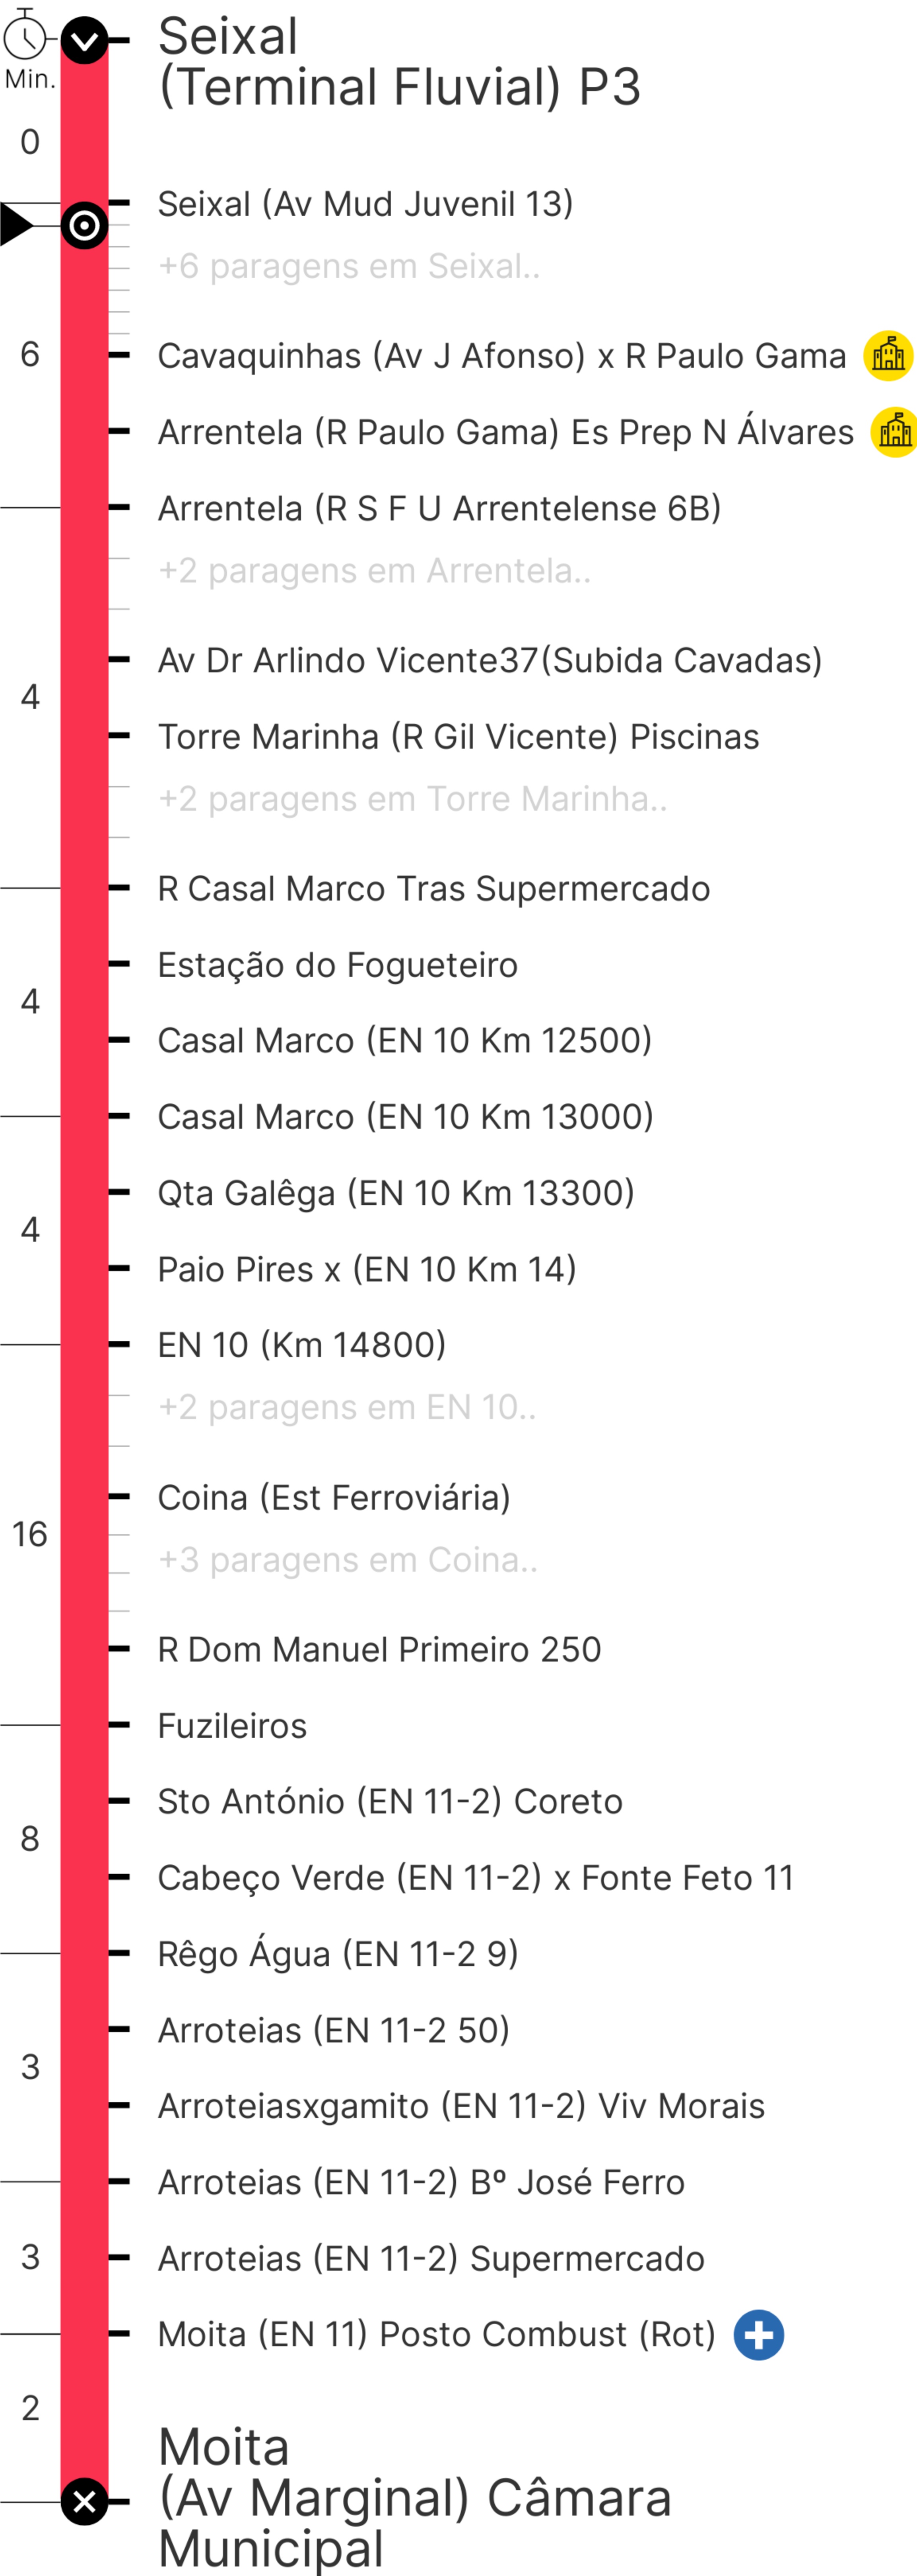 Seixal
(Terminal Fluvial) P3
Min.
0
Seixal (Av Mud Juvenil 13)
+6 paragens em Seixal..
6
Cavaquinhas (Av J Afonso) x R Paulo Gama
Arrentela (R Paulo Gama) Es Prep N Álvares
Arrentela (R S F U Arrentelense 6B)
+2 paragens em Arrentela..
Av Dr Arlindo Vicente37(Subida Cavadas)
4
Torre Marinha (R Gil Vicente) Piscinas
+2 paragens em Torre Marinha..
R Casal Marco Tras Supermercado
Estação do Fogueteiro
4
Casal Marco (EN 10 Km 12500)
Casal Marco (EN 10 Km 13000)
Qta Galêga (EN 10 Km 13300)
4
Paio Pires x (EN 10 Km 14)
EN 10 (Km 14800)
+2 paragens em EN 10..
Coina (Est Ferroviária)
16
+3 paragens em Coina..
R Dom Manuel Primeiro 250
Fuzileiros
Sto António (EN 11-2) Coreto
8
Cabeço Verde (EN 11-2) x Fonte Feto 11
Rêgo Água (EN 11-2 9)
Arroteias (EN 11-2 50)
3
Arroteiasxgamito (EN 11-2) Viv Morais
Arroteias (EN 11-2) Bº José Ferro
3
Arroteias (EN 11-2) Supermercado
Moita (EN 11) Posto Combust (Rot)
2
Moita
(Av Marginal) Câmara
Municipal